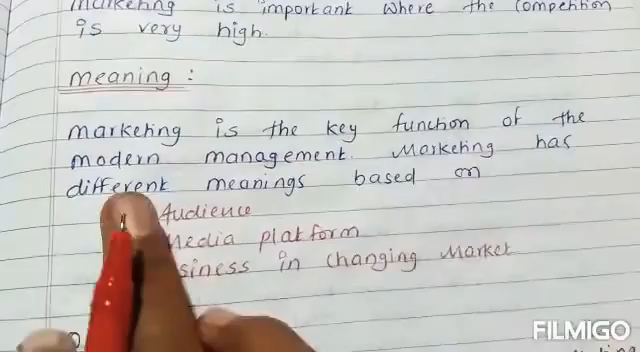 marketing is important where the competition
is very high.
meaning :
marketing is the key function of the
modern management. Marketing has
different meanings based on
Audience
Media platform
siness in changing Market
FILMIGO